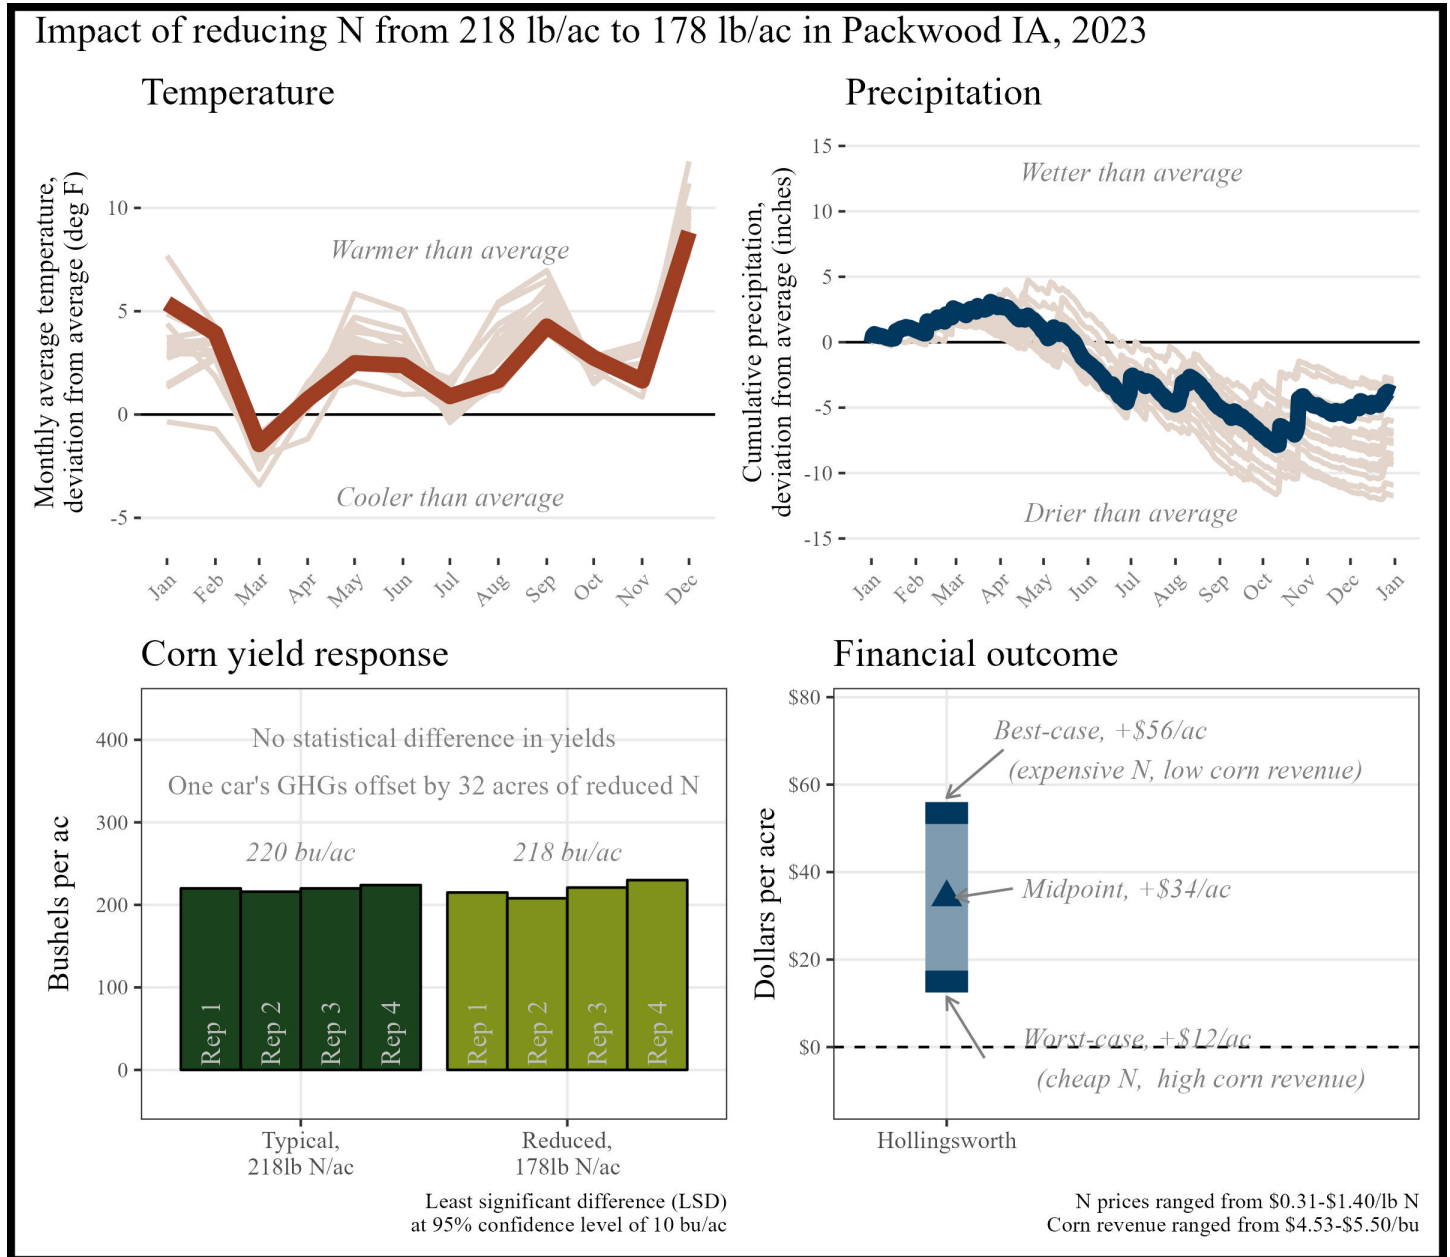 Impact of reducing N from 218 lb/ac to 178 lb/ac in Packwood IA, 2023
Temperature
Monthly average temperature,
deviation from average (deg F)
10
5
0
-5
Warmer than average
Cooler than average
Jan
Feb
Mar
Apr
May
Jun
Jul
Aug
Sep
Oct
Nov
Dec
Precipitation
Cumulative precipitation,
deviation from average (inches)
15
10
5
0
-5
-10
-15
Wetter than average
Drier than average
Jan
Feb
Mar
Apr
May
Jun
Jul
Aug
Sep
Oct
Nov
Dec
Jan
Corn yield response
Bushels per ac
400
300
200
100
0
No statistical difference in yields
One car's GHGs offset by 32 acres of reduced N
220 bu/ac
218 bu/ac
Rep 1
Rep 2
Rep 3
Rep 4
Rep 1
Rep 2
Rep 3
Rep 4
Typical,
218lb N/ac
Reduced,
178lb N/ac
Least significant difference (LSD)
at 95% confidence level of 10 bu/ac
Financial outcome
Dollars per acre
$80
$60
$40
$20
$0
Best-case, +$56/ac
(expensive N, low corn revenue)
Midpoint, +$34/ac
Worst-case, +$12/ac
(cheap N,  high corn revenue)
Hollingsworth
N prices ranged from $0.31-$1.40/lb N
Corn revenue ranged from $4.53-$5.50/bu